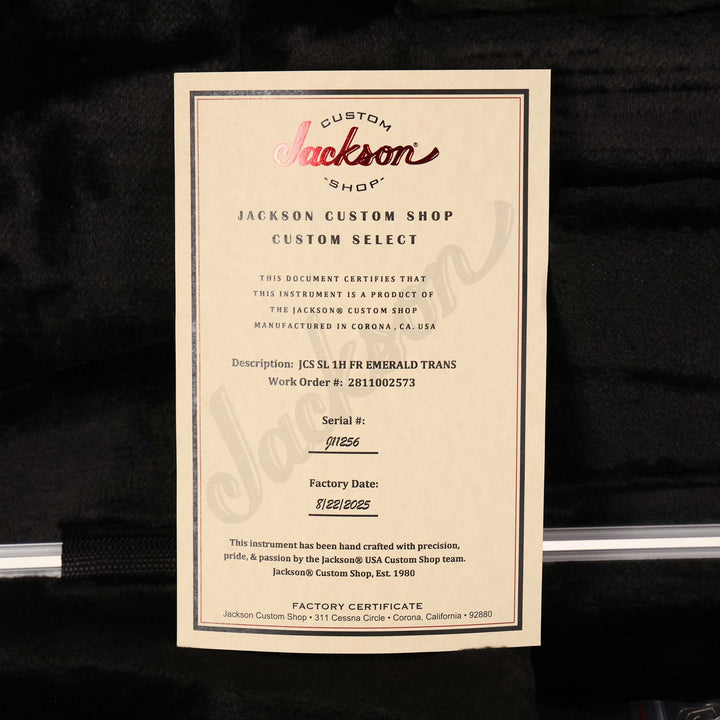 CUSTOM
Jackson®
-SHOP-
JACKSON CUSTOM SHOP
CUSTOM SELECT
THIS DOCUMENT CERTIFIES THAT
THIS INSTRUMENT IS A PRODUCT OF
THE JACKSON® CUSTOM SHOP
MANUFACTURED IN CORONA, CA. USA
Jackson
Description: JCS SL 1H FR EMERALD TRANS
Work Order #: 2811002573
Serial #:
J11256
Factory Date:
8/22/2025
This instrument has been hand crafted with precision,
pride, & passion by the Jackson® USA Custom Shop team.
Jackson® Custom Shop, Est. 1980
FACTORY CERTIFICATE
Jackson Custom Shop • 311 Cessna Circle • Corona, California • 92880